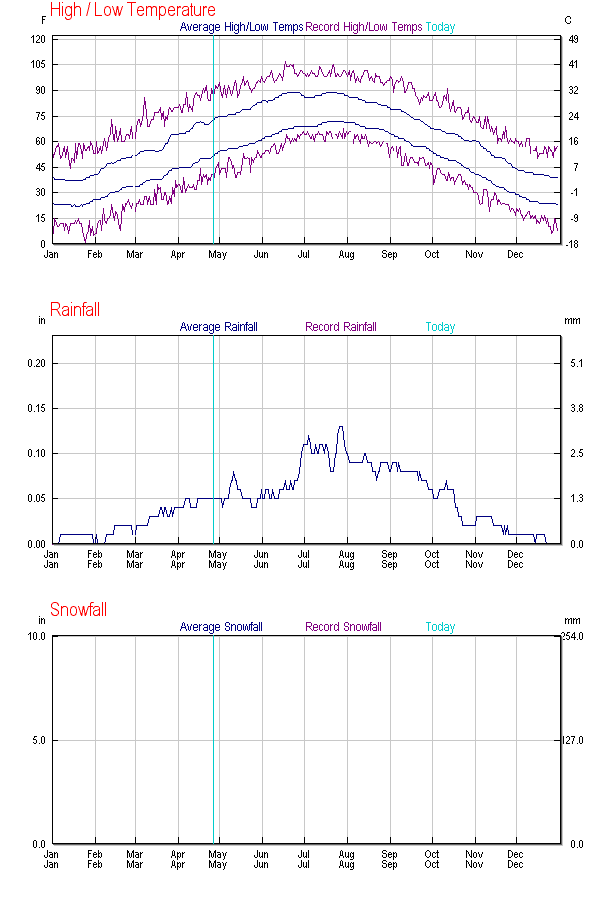 High / Low Temperature
F Average High/Low Temps Record High/Low Temps Today C
120 49
105 41
90 32
75 24
60 16
45 7
30 -1
15 -9
0 -18
Jan Feb Mar Apr May Jun Jul Aug Sep Oct Nov Dec
Jan
Rainfall
in Average Rainfall Record Rainfall Today mm
0.20 5.1
0.15 3.8
0.10 2.5
0.05 1.3
0.00 0.0
Jan Feb Mar Apr May Jun Jul Aug Sep Oct Nov Dec
Jan Feb Mar Apr May Jun Jul Aug Sep Oct Nov Dec
Snowfall
in Average Snowfall Record Snowfall Today mm
10.0 254.0
5.0 127.0
0.0 0.0
Jan Feb Mar Apr May Jun Jul Aug Sep Oct Nov Dec
Jan Feb Mar Apr May Jun Jul Aug Sep Oct Nov Dec